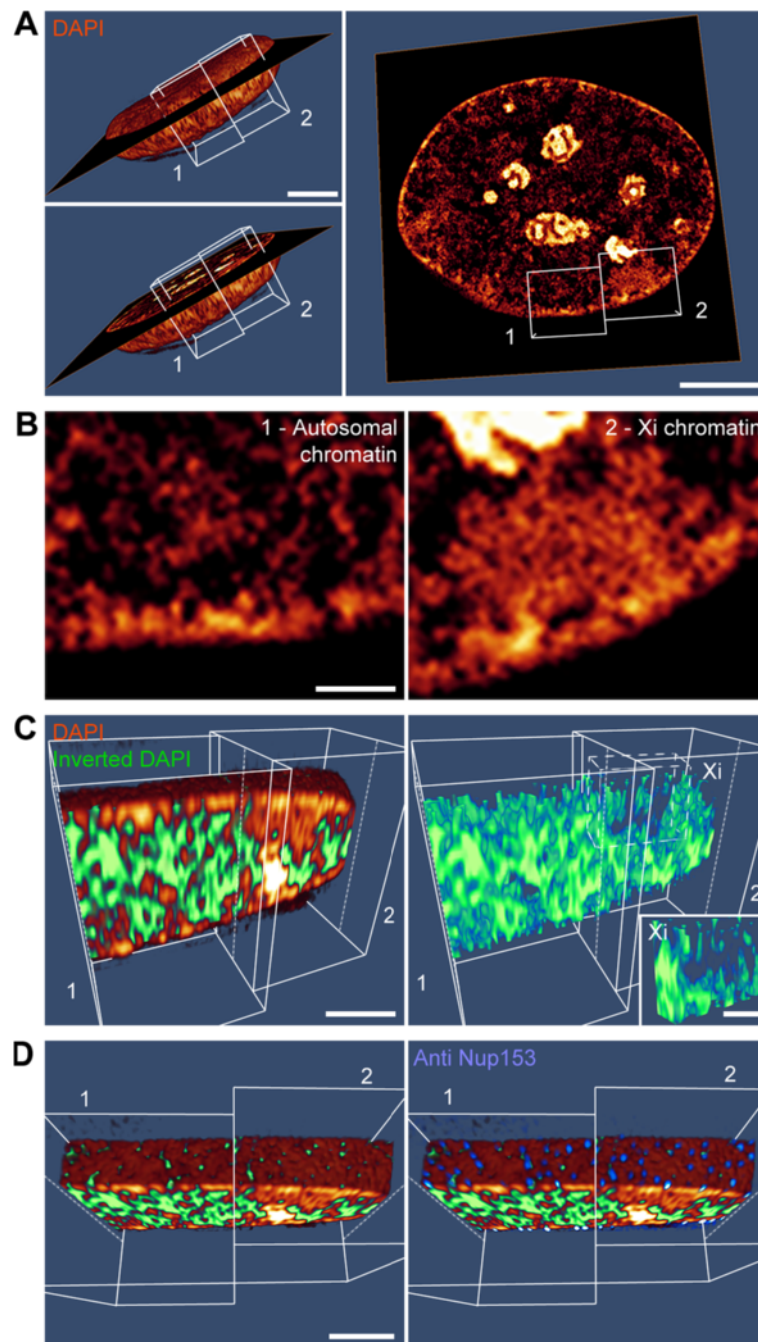 A
DAPI
1
2
1
2
1
2
B
1 - Autosomal
chromatin
2 - Xi chromatin
C
DAPI
Inverted DAPI
1
2
Xi
1
2
Xi
D
1
2
Anti Nup153
1
2